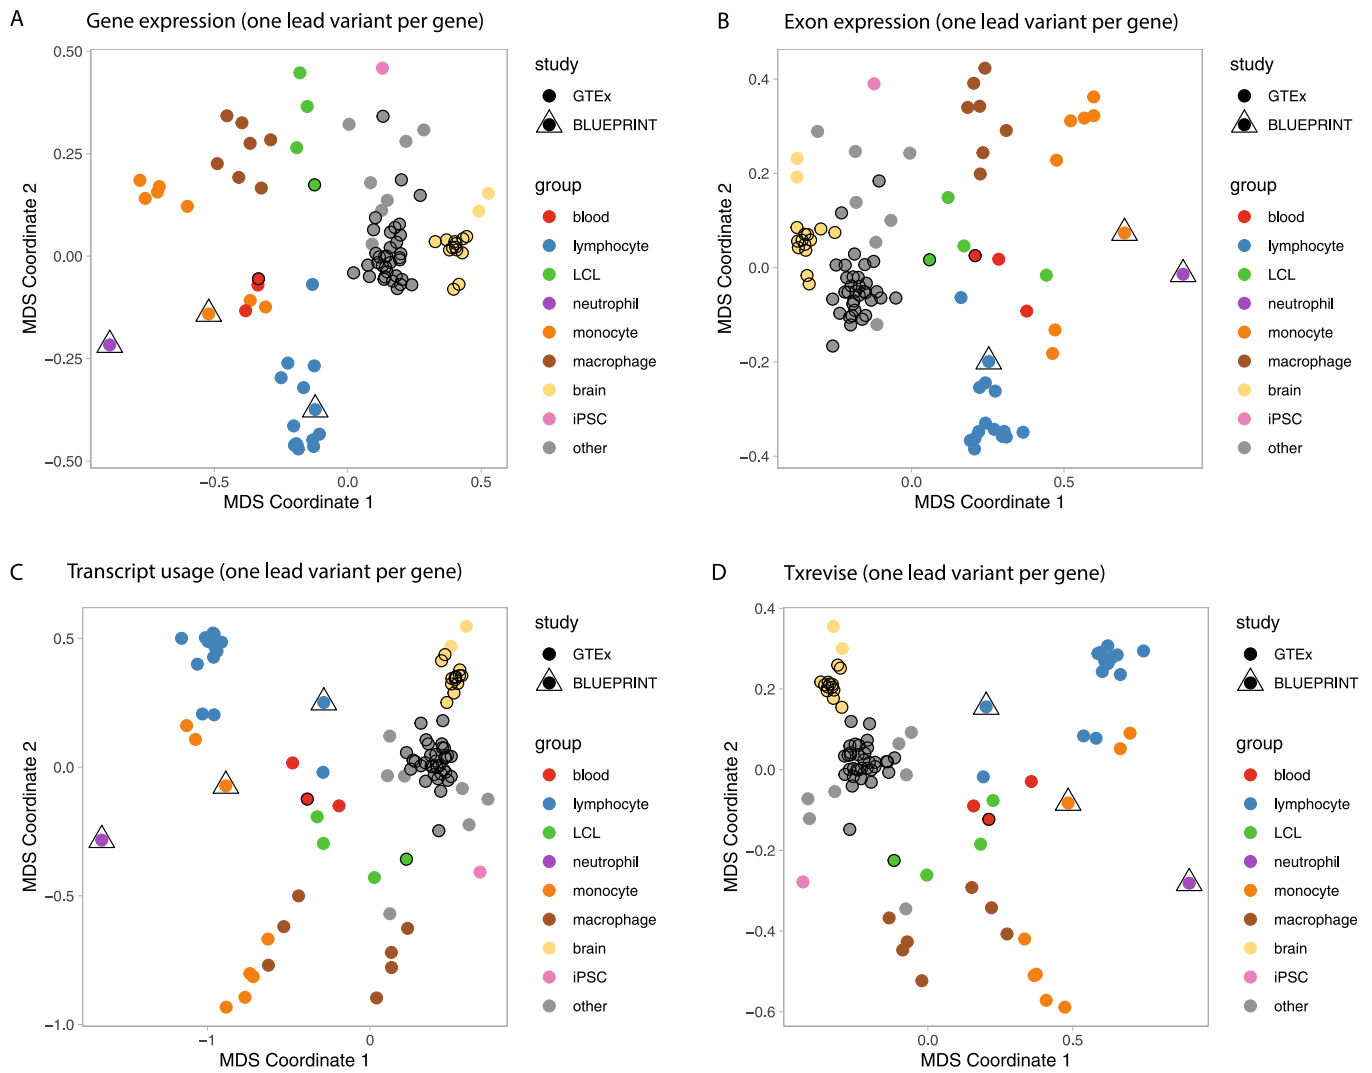 A
Gene expression (one lead variant per gene)
0.50
0.25
0.00
−0.25
−0.50
MDS Coordinate 2
−0.5
0.0
0.5
MDS Coordinate 1
study
GTEx
BLUEPRINT
group
blood
lymphocyte
LCL
neutrophil
monocyte
macrophage
brain
iPSC
other
B
Exon expression (one lead variant per gene)
0.4
0.2
0.0
−0.2
−0.4
MDS Coordinate 2
0.0
0.5
MDS Coordinate 1
study
GTEx
BLUEPRINT
group
blood
lymphocyte
LCL
neutrophil
monocyte
macrophage
brain
iPSC
other
C
Transcript usage (one lead variant per gene)
0.5
0.0
−0.5
−1.0
MDS Coordinate 2
−1
0
MDS Coordinate 1
study
GTEx
BLUEPRINT
group
blood
lymphocyte
LCL
neutrophil
monocyte
macrophage
brain
iPSC
other
D
Txrevise (one lead variant per gene)
0.4
0.2
0.0
−0.2
−0.4
−0.6
MDS Coordinate 2
0.0
0.5
MDS Coordinate 1
study
GTEx
BLUEPRINT
group
blood
lymphocyte
LCL
neutrophil
monocyte
macrophage
brain
iPSC
other